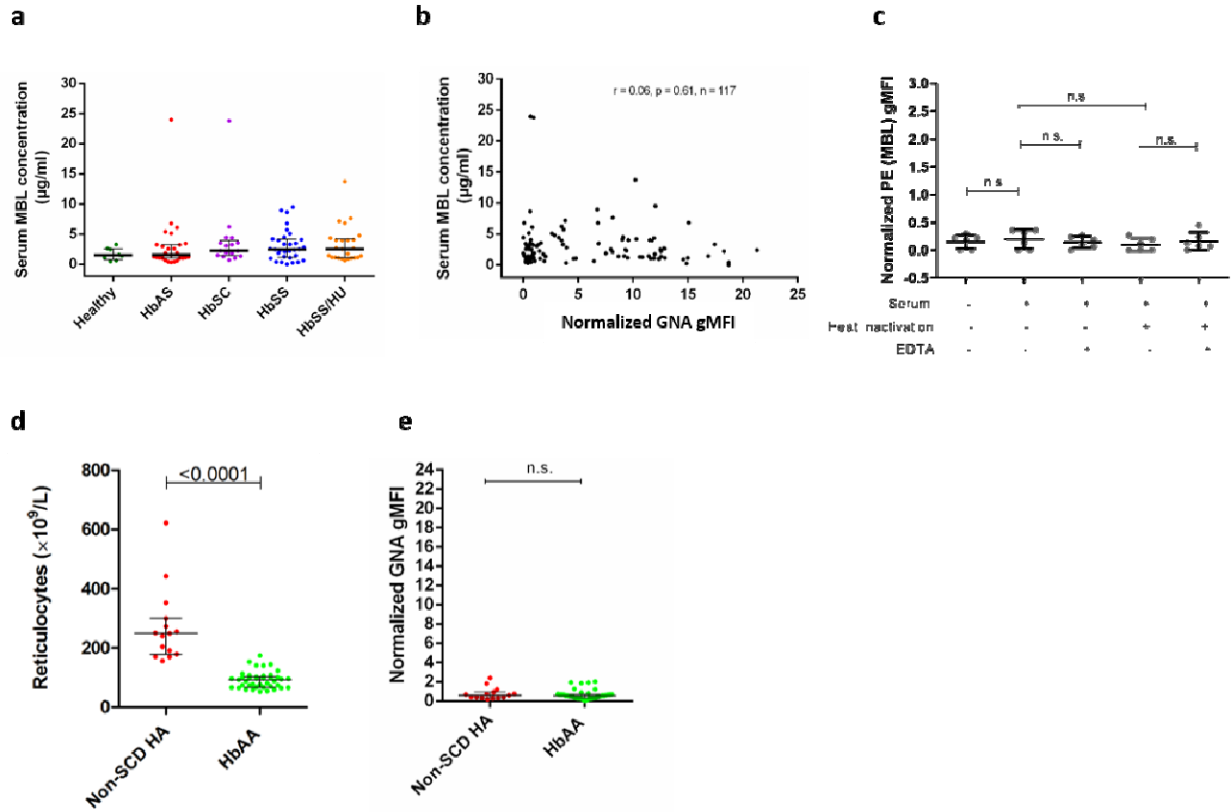 a
Serum MBL concentration
(µg/ml)
30
25
20
15
10
5
0
Healthy
HbAS
HbSC
HbSS
HbSS/HU
b
Serum MBL concentration
(µg/ml)
30
25
20
15
10
5
0
r = 0.06, p = 0.61, n = 117
0
5
10
15
20
25
Normalized GNA gMFI
c
Normalized PE (MBL) gMFI
3.0
2.5
2.0
1.5
1.0
0.5
0.0
-0.5
n.s
n.s.
n.s.
n s
Serum - + + + +
Heat inactivation - - - + +
EDTA - - + - +
d
Reticulocytes (×10⁹/L)
800
600
400
200
0
<0.0001
Non-SCD HA
HbAA
e
Normalized GNA gMFI
24
22
20
18
16
14
12
10
8
6
4
2
0
n.s.
Non-SCD HA
HbAA